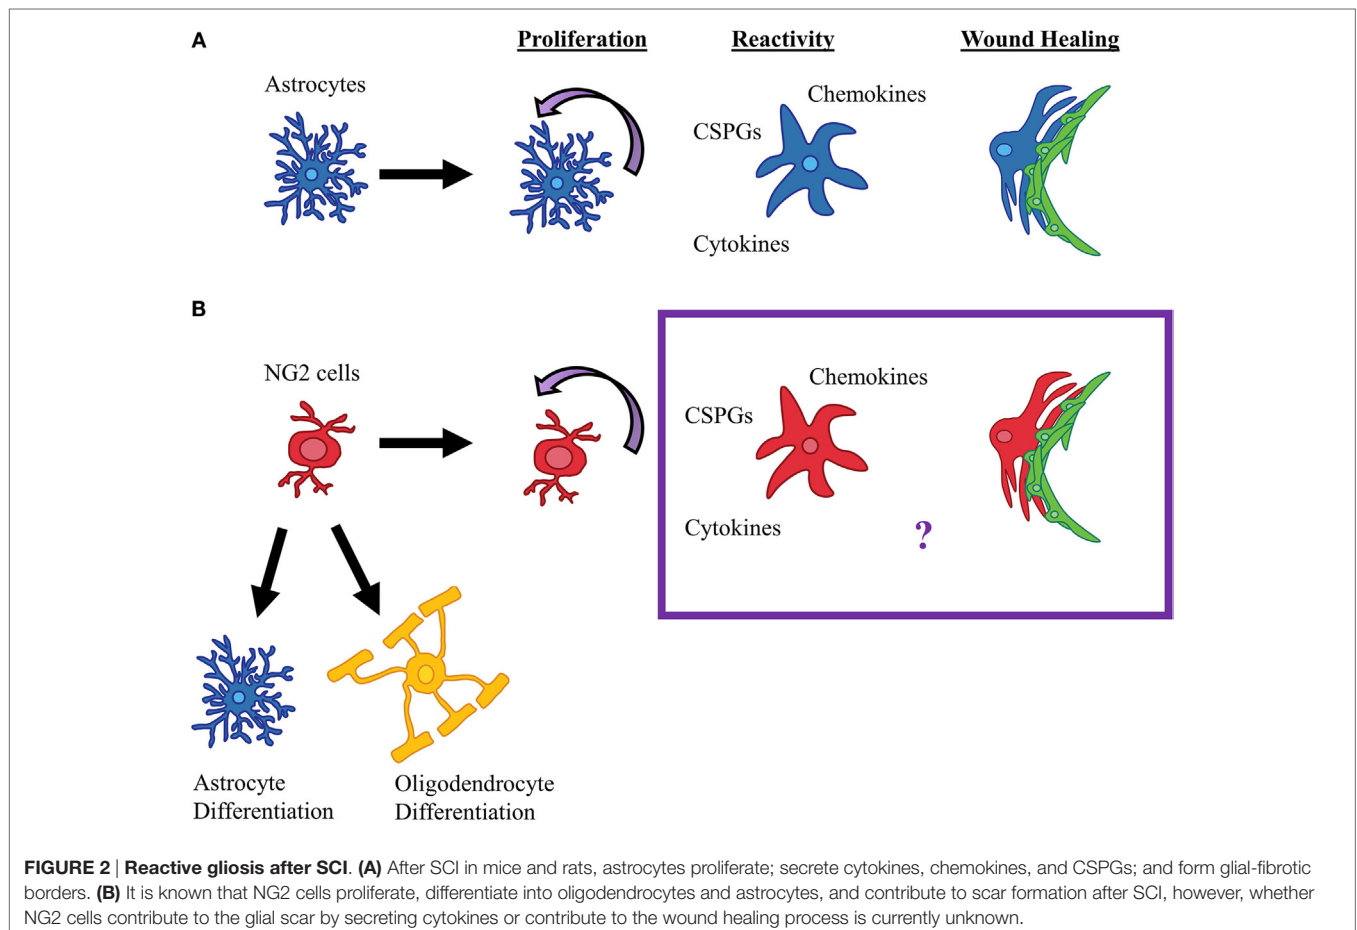 A
Proliferation
Reactivity
Wound Healing
Astrocytes
Chemokines
CSPGs
Cytokines
B
NG2 cells
Chemokines
CSPGs
Cytokines
?
Astrocyte
Differentiation
Oligodendrocyte
Differentiation
FIGURE 2 | Reactive gliosis after SCI. (A) After SCI in mice and rats, astrocytes proliferate; secrete cytokines, chemokines, and CSPGs; and form glial-fibrotic
borders. (B) It is known that NG2 cells proliferate, differentiate into oligodendrocytes and astrocytes, and contribute to scar formation after SCI, however, whether
NG2 cells contribute to the glial scar by secreting cytokines or contribute to the wound healing process is currently unknown.